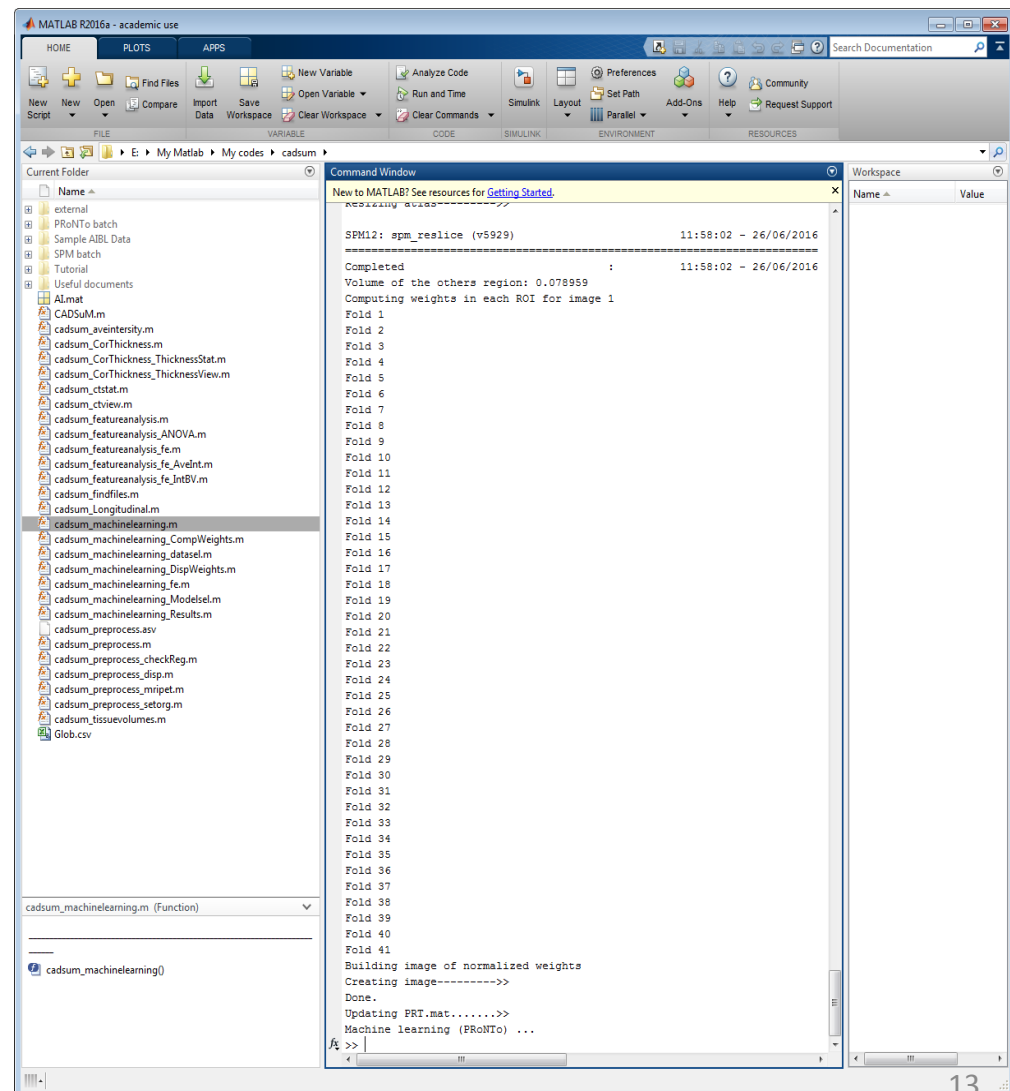 MATLAB R2016a - academic use
HOME PLOTS APPS Search Documentation
New Script
New
Open
Find Files
Compare
Import Data
Save Workspace
New Variable
Open Variable
Clear Workspace
Analyze Code
Run and Time
Clear Commands
Simulink
Layout
Preferences
Set Path
Parallel
Add-Ons
Help
Community
Request Support
FILE VARIABLE CODE SIMULINK ENVIRONMENT RESOURCES
E: My Matlab My codes cadsum
Current Folder
Name
external
PRoNTo batch
Sample AIBL Data
SPM batch
Tutorial
Useful documents
AI.mat
CADSuM.m
cadsum_aveintersity.m
cadsum_CorThickness.m
cadsum_CorThickness_ThicknessStat.m
cadsum_CorThickness_ThicknessView.m
cadsum_ctstat.m
cadsum_ctview.m
cadsum_featureanalysis.m
cadsum_featureanalysis_ANOVA.m
cadsum_featureanalysis_fe.m
cadsum_featureanalysis_fe_AveInt.m
cadsum_featureanalysis_fe_IntBV.m
cadsum_findfiles.m
cadsum_Longitudinal.m
cadsum_machinelearning.m
cadsum_machinelearning_CompWeights.m
cadsum_machinelearning_datasel.m
cadsum_machinelearning_DispWeights.m
cadsum_machinelearning_fe.m
cadsum_machinelearning_Modelsel.m
cadsum_machinelearning_Results.m
cadsum_preprocess.asv
cadsum_preprocess.m
cadsum_preprocess_checkReg.m
cadsum_preprocess_disp.m
cadsum_preprocess_mripet.m
cadsum_preprocess_setorg.m
cadsum_tissuevolumes.m
Glob.csv
cadsum_machinelearning.m (Function)
cadsum_machinelearning()
Command Window
New to MATLAB? See resources for Getting Started.
Resizing atlas--------->>
SPM12: spm_reslice (v5929) 11:58:02 - 26/06/2016
========================================================================
Completed : 11:58:02 - 26/06/2016
Volume of the others region: 0.078959
Computing weights in each ROI for image 1
Fold 1
Fold 2
Fold 3
Fold 4
Fold 5
Fold 6
Fold 7
Fold 8
Fold 9
Fold 10
Fold 11
Fold 12
Fold 13
Fold 14
Fold 15
Fold 16
Fold 17
Fold 18
Fold 19
Fold 20
Fold 21
Fold 22
Fold 23
Fold 24
Fold 25
Fold 26
Fold 27
Fold 28
Fold 29
Fold 30
Fold 31
Fold 32
Fold 33
Fold 34
Fold 35
Fold 36
Fold 37
Fold 38
Fold 39
Fold 40
Fold 41
Building image of normalized weights
Creating image--------->>
Done.
Updating PRT.mat.......>>
Machine learning (PRoNTo) ...
fx >>
Workspace
Name Value
13